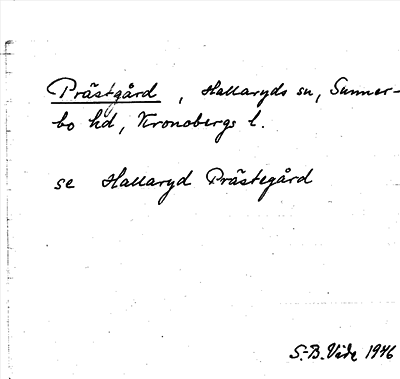 Prästgård, Hallaryds sn, Sunner-
bo hd, Kronobergs l.
se Hallaryd Prästegård
S.-B. Vide 1946